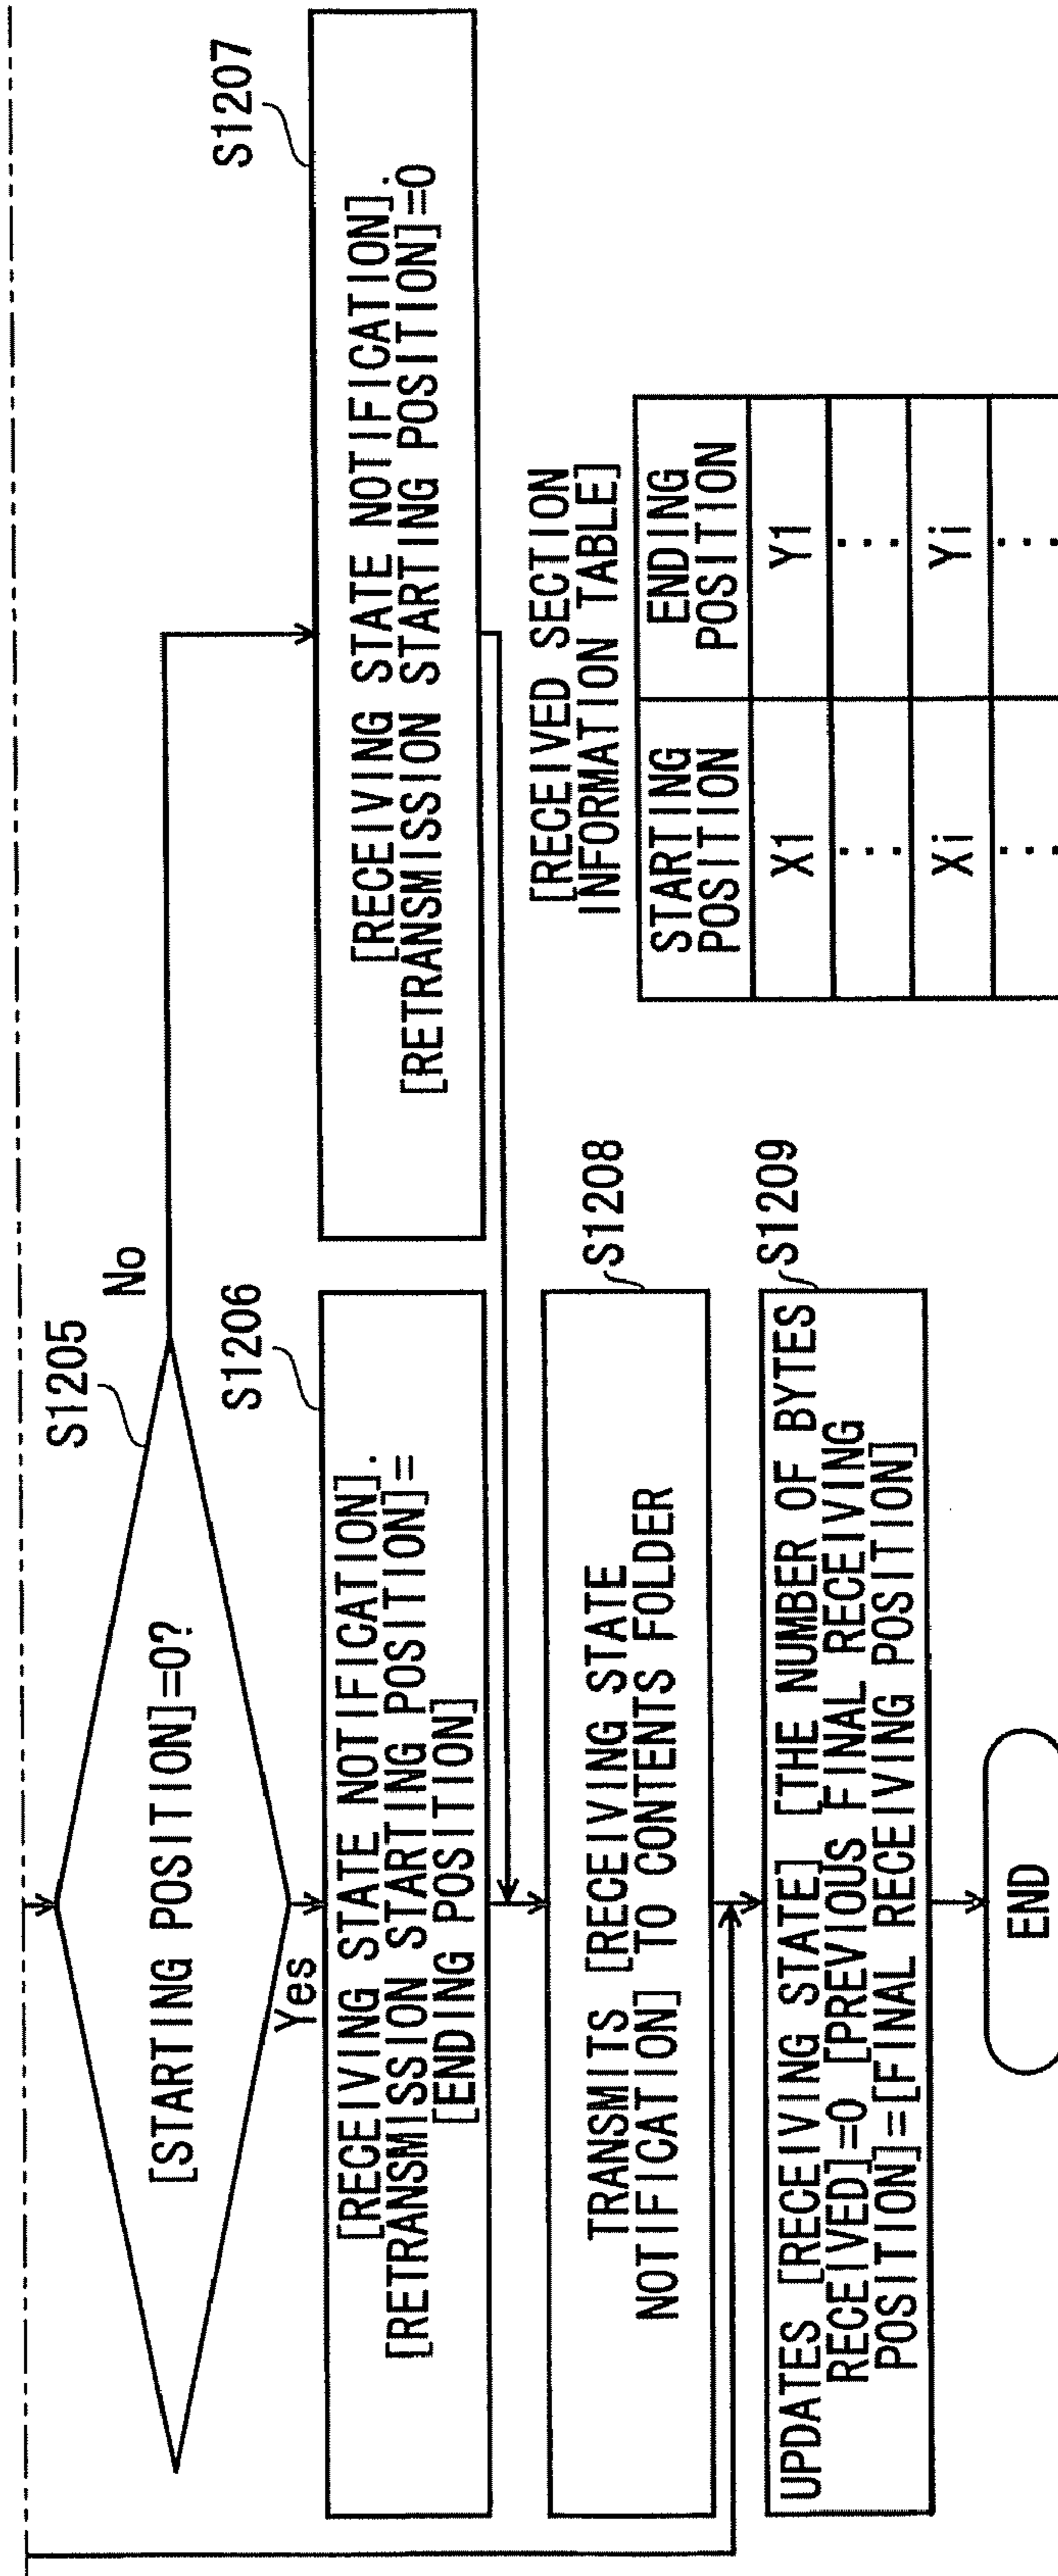 S1205
[STARTING POSITION]=0?
No
Yes
S1206
[RECEIVING STATE NOTIFICATION].
[RETRANSMISSION STARTING POSITION]=
[ENDING POSITION]
S1207
[RECEIVING STATE NOTIFICATION].
[RETRANSMISSION STARTING POSITION]=0
S1208
TRANSMITS [RECEIVING STATE
NOTIFICATION] TO CONTENTS FOLDER
S1209
UPDATES [RECEIVING STATE] [THE NUMBER OF BYTES
RECEIVED]=0 [PREVIOUS FINAL RECEIVING
POSITION]=[FINAL RECEIVING POSITION]
END
[RECEIVED SECTION
INFORMATION TABLE]
STARTING POSITION
ENDING POSITION
X1
Y1
...
...
Xi
Yi
...
...